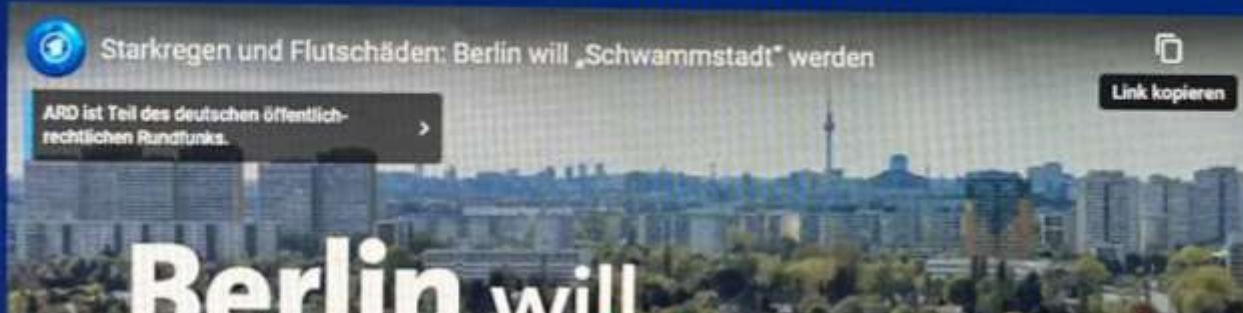 Starkregen und Flutschäden: Berlin will „Schwammstadt“ werden
Link kopieren
ARD ist Teil des deutschen öffentlich-
rechtlichen Rundfunks.
Berlin will